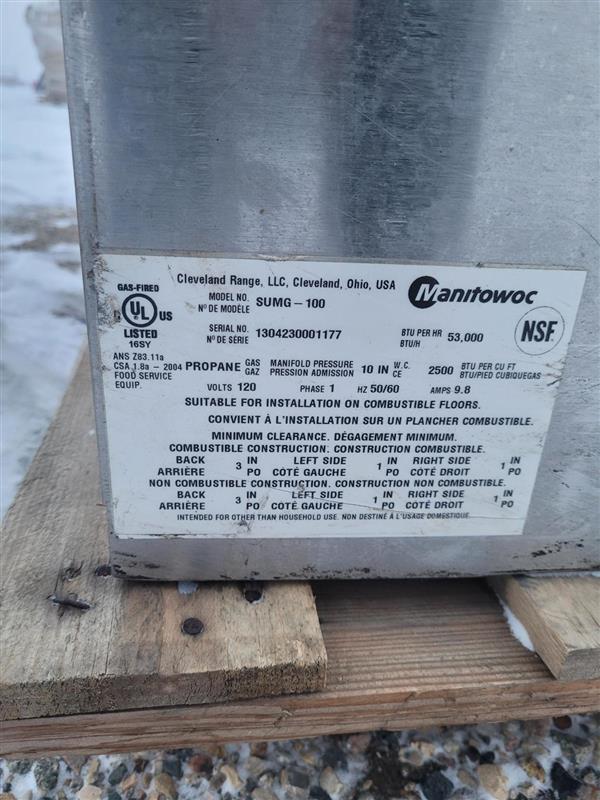 Cleveland Range, LLC, Cleveland, Ohio, USA
Manitowoc
GAS-FIRED
UL US
LISTED
16SY
MODEL NO. SUMG-100
N° DE MODÈLE
SERIAL NO. 1304230001177
N° DE SÉRIE
BTU PER HR 53,000
BTU/H
NSF
ANS Z83.11a
CSA 1.8a - 2004
FOOD SERVICE
EQUIP.
PROPANE GAS MANIFOLD PRESSURE 10 IN W.C. 2500 BTU PER CU FT
GAZ PRESSION ADMISSION CE BTU/PIED CUBIQUEGAS
VOLTS 120 PHASE 1 HZ 50/60 AMPS 9.8
SUITABLE FOR INSTALLATION ON COMBUSTIBLE FLOORS.
CONVIENT À L'INSTALLATION SUR UN PLANCHER COMBUSTIBLE.
MINIMUM CLEARANCE. DÉGAGEMENT MINIMUM.
COMBUSTIBLE CONSTRUCTION. CONSTRUCTION COMBUSTIBLE.
BACK 3 IN LEFT SIDE 1 IN RIGHT SIDE 1 IN
ARRIÈRE PO CÔTÉ GAUCHE PO CÔTÉ DROIT PO
NON COMBUSTIBLE CONSTRUCTION. CONSTRUCTION NON COMBUSTIBLE.
BACK 3 IN LEFT SIDE 1 IN RIGHT SIDE 1 IN
ARRIÈRE PO CÔTÉ GAUCHE PO CÔTÉ DROIT PO
INTENDED FOR OTHER THAN HOUSEHOLD USE. NON DESTINÉ À L'USAGE DOMESTIQUE.